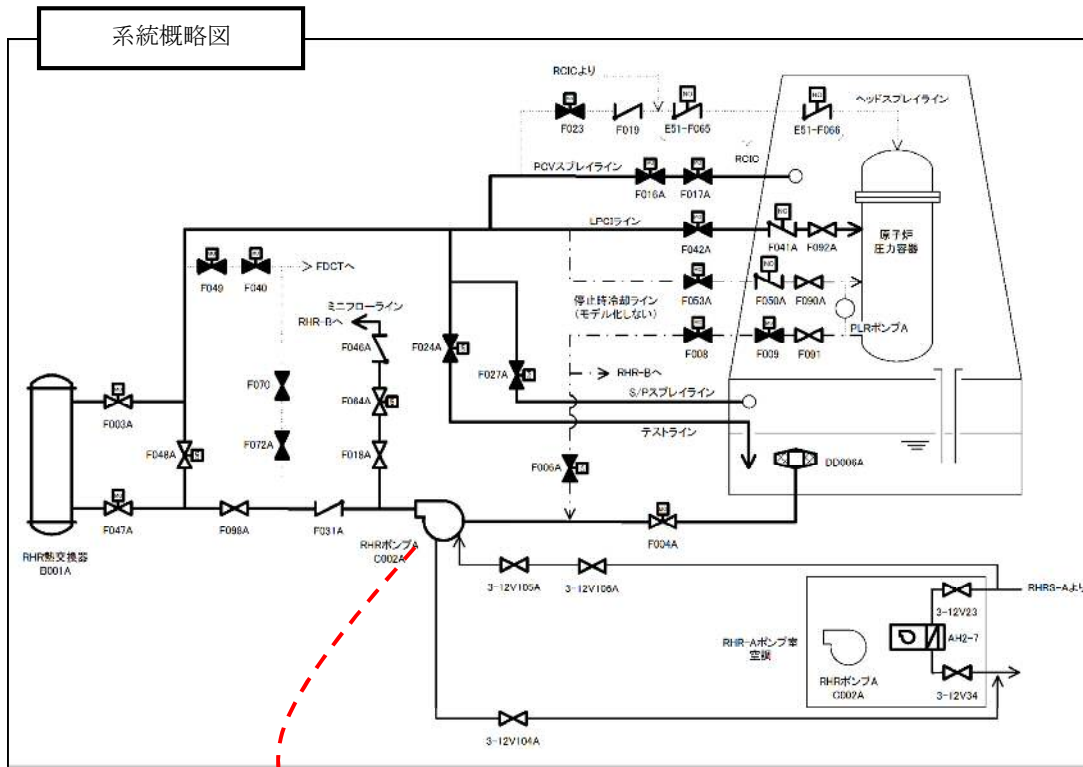 系統概略図
RCICより
ヘッドスプレイライン
F023
F019
E51-F065
E51-F066
RCIC
PCVスプレイライン
F016A
F017A
LPCIライン
F042A
F041A
F092A
原子炉
圧力容器
F049
F040
FDCTへ
停止時冷却ライン
(モデル化しない)
F053A
F050A
F090A
PLRポンプA
ミニフローライン
RHR-Bへ
F046A
F024A
F008
F009
F091
F070
F064A
F027A
RHR-Bへ
S/Pスプレイライン
F003A
テストライン
F048A
F072A
F018A
F006A
DD006A
F047A
F098A
F031A
F004A
RHR熱交換器
B001A
RHRポンプA
C002A
3-12V105A
3-12V106A
RHRS-Aより
3-12V23
AH2-7
RHR-Aポンプ室
空調
RHRポンプA
C002A
3-12V34
3-12V104A